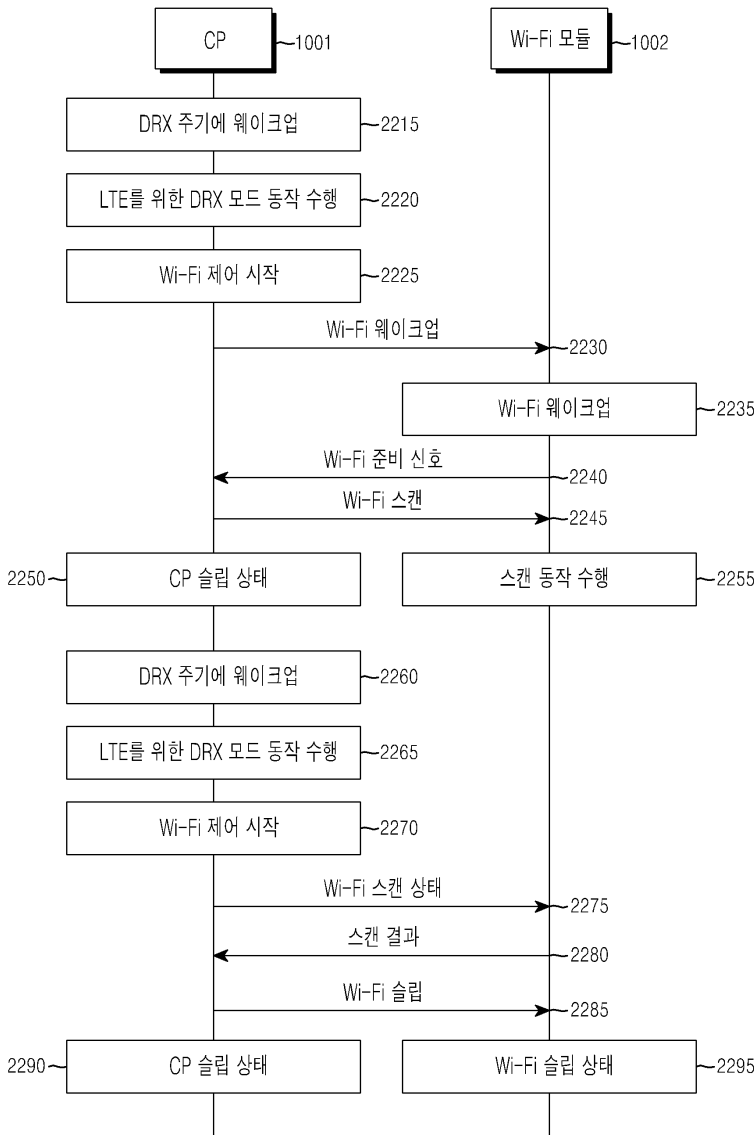 CP
1001
Wi-Fi 모듈
1002
DRX 주기에 웨이크업
2215
LTE를 위한 DRX 모드 동작 수행
2220
Wi-Fi 제어 시작
2225
Wi-Fi 웨이크업
2230
Wi-Fi 웨이크업
2235
Wi-Fi 준비 신호
2240
Wi-Fi 스캔
2245
2250
CP 슬립 상태
스캔 동작 수행
2255
DRX 주기에 웨이크업
2260
LTE를 위한 DRX 모드 동작 수행
2265
Wi-Fi 제어 시작
2270
Wi-Fi 스캔 상태
2275
스캔 결과
2280
Wi-Fi 슬립
2285
2290
CP 슬립 상태
Wi-Fi 슬립 상태
2295